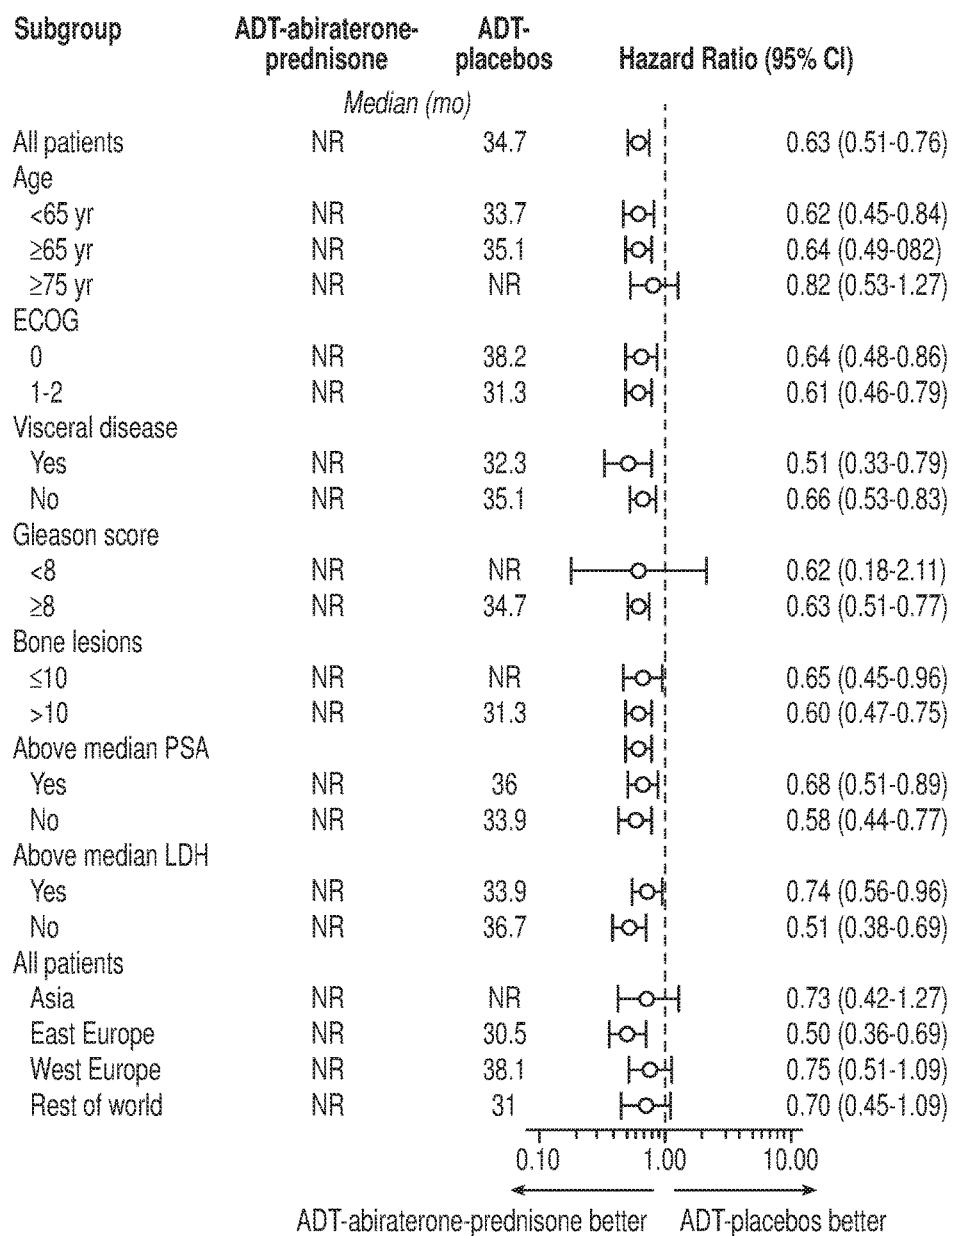 Subgroup ADT-abiraterone-prednisone ADT-placebos Hazard Ratio (95% CI)
Median (mo)
All patients NR 34.7 0.63 (0.51-0.76)
Age
<65 yr NR 33.7 0.62 (0.45-0.84)
≥65 yr NR 35.1 0.64 (0.49-082)
≥75 yr NR NR 0.82 (0.53-1.27)
ECOG
0 NR 38.2 0.64 (0.48-0.86)
1-2 NR 31.3 0.61 (0.46-0.79)
Visceral disease
Yes NR 32.3 0.51 (0.33-0.79)
No NR 35.1 0.66 (0.53-0.83)
Gleason score
<8 NR NR 0.62 (0.18-2.11)
≥8 NR 34.7 0.63 (0.51-0.77)
Bone lesions
≤10 NR NR 0.65 (0.45-0.96)
>10 NR 31.3 0.60 (0.47-0.75)
Above median PSA
Yes NR 36 0.68 (0.51-0.89)
No NR 33.9 0.58 (0.44-0.77)
Above median LDH
Yes NR 33.9 0.74 (0.56-0.96)
No NR 36.7 0.51 (0.38-0.69)
All patients
Asia NR NR 0.73 (0.42-1.27)
East Europe NR 30.5 0.50 (0.36-0.69)
West Europe NR 38.1 0.75 (0.51-1.09)
Rest of world NR 31 0.70 (0.45-1.09)
0.10 1.00 10.00
ADT-abiraterone-prednisone better ADT-placebos better